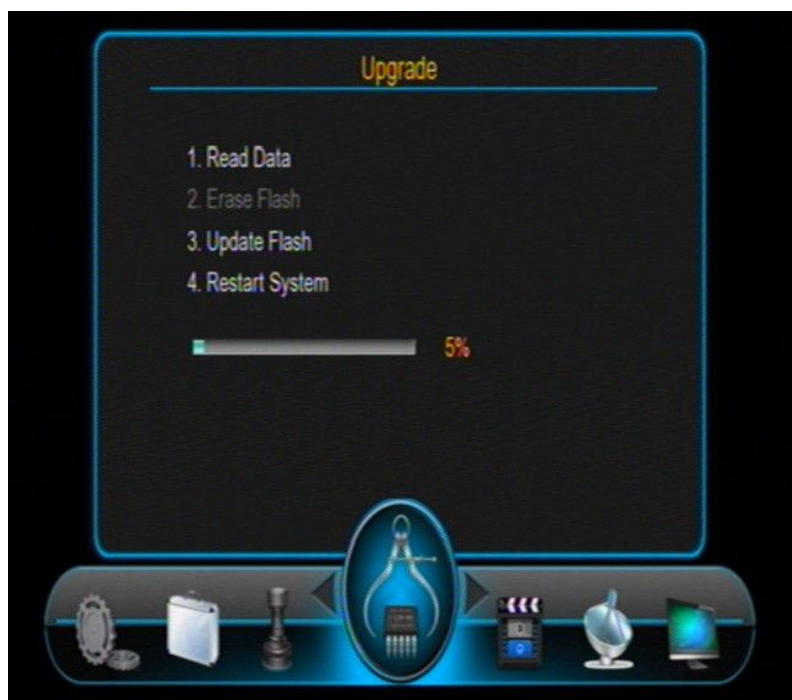 Upgrade
1. Read Data
2. Erase Flash
3. Update Flash
4. Restart System
5%